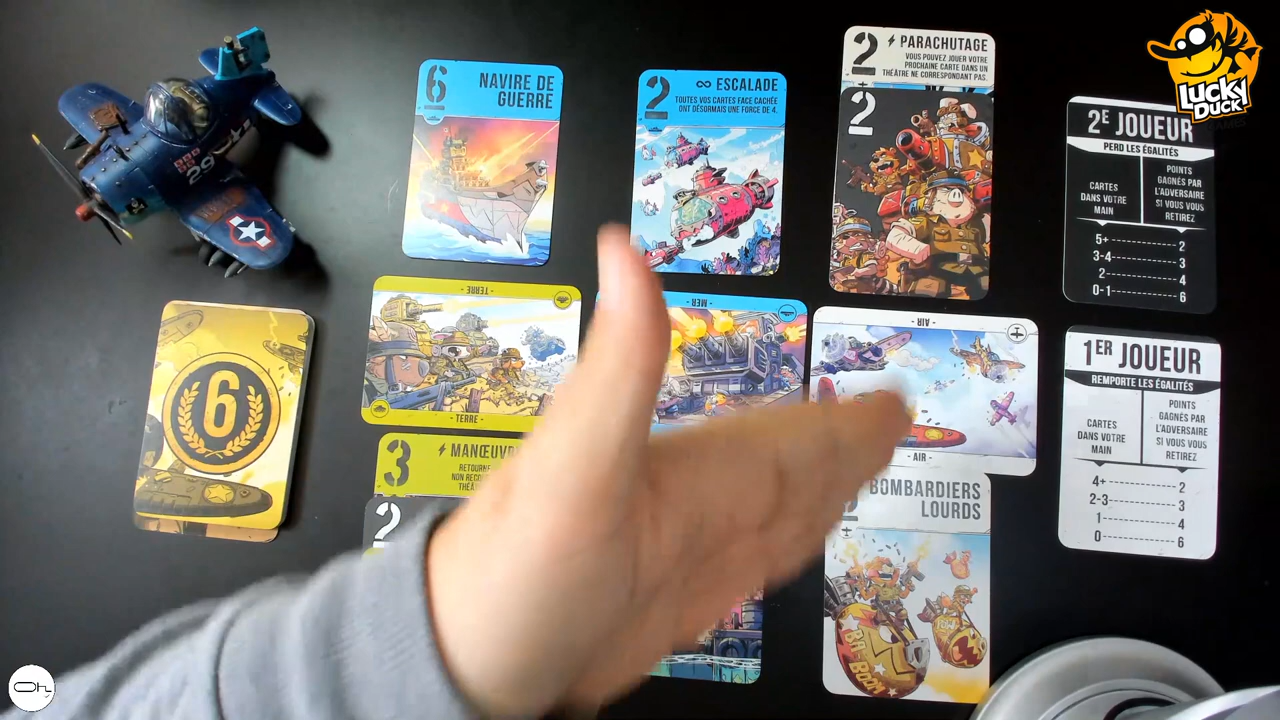 6
NAVIRE DE
GUERRE
2
∞ ESCALADE
TOUTES VOS CARTES FACE CACHÉE
ONT DÉSORMAIS UNE FORCE DE 4.
2
PARACHUTAGE
VOUS POUVEZ JOUER VOTRE
PROCHAINE CARTE DANS UN
THÉÂTRE NE CORRESPONDANT PAS.
2
LUCKY
DUCK
GAMES
2E JOUEUR
PERD LES ÉGALITÉS
CARTES
DANS VOTRE
MAIN
POINTS
GAGNÉS PAR
L'ADVERSAIRE
SI VOUS VOUS
RETIREZ
5+ 2
3-4 3
2 4
0-1 6
29
- TERRE -
- MER -
- AIR -
6
- TERRE -
- AIR -
1ER JOUEUR
REMPORTE LES ÉGALITÉS
CARTES
DANS VOTRE
MAIN
POINTS
GAGNÉS PAR
L'ADVERSAIRE
SI VOUS VOUS
RETIREZ
4+ 2
2-3 3
1 4
0 6
3
2
BOMBARDIERS
LOURDS
BA-BOOM
Oh